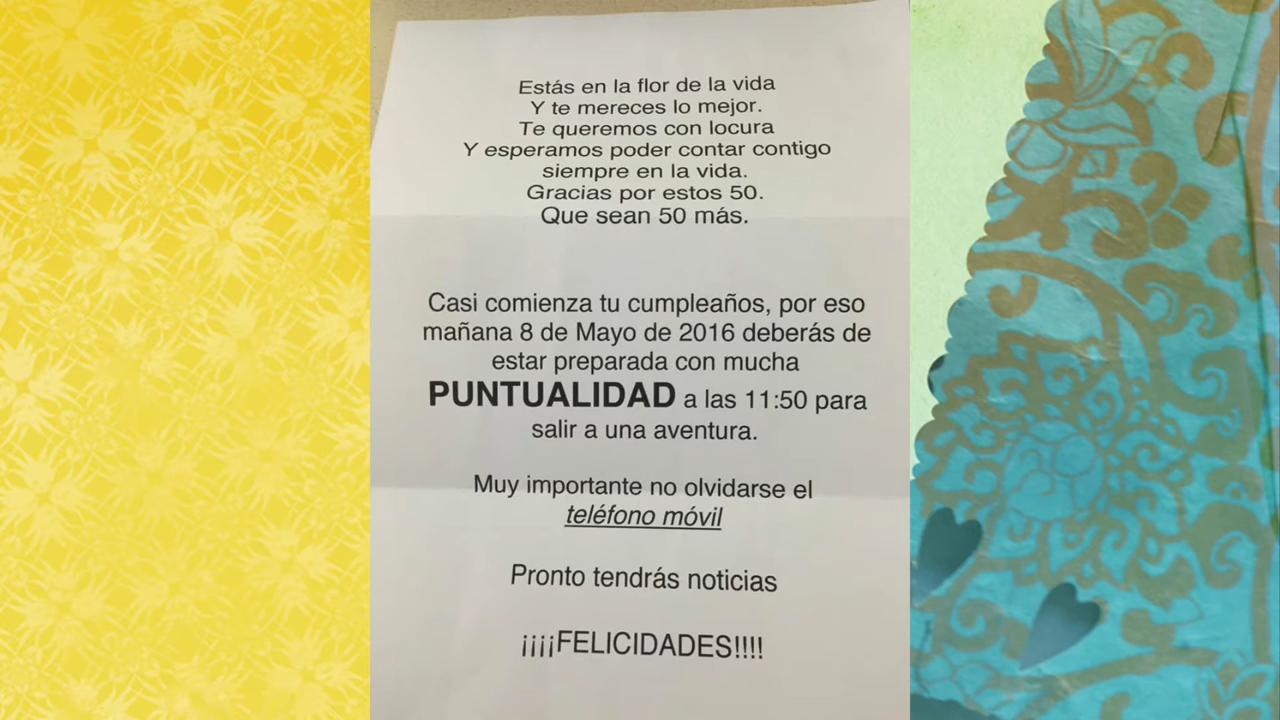 Estás en la flor de la vida
Y te mereces lo mejor.
Te queremos con locura
Y esperamos poder contar contigo
siempre en la vida.
Gracias por estos 50.
Que sean 50 más.
Casi comienza tu cumpleaños, por eso
mañana 8 de Mayo de 2016 deberás de
estar preparada con mucha
PUNTUALIDAD a las 11:50 para
salir a una aventura.
Muy importante no olvidarse el
teléfono móvil
Pronto tendrás noticias
¡¡¡¡FELICIDADES!!!!